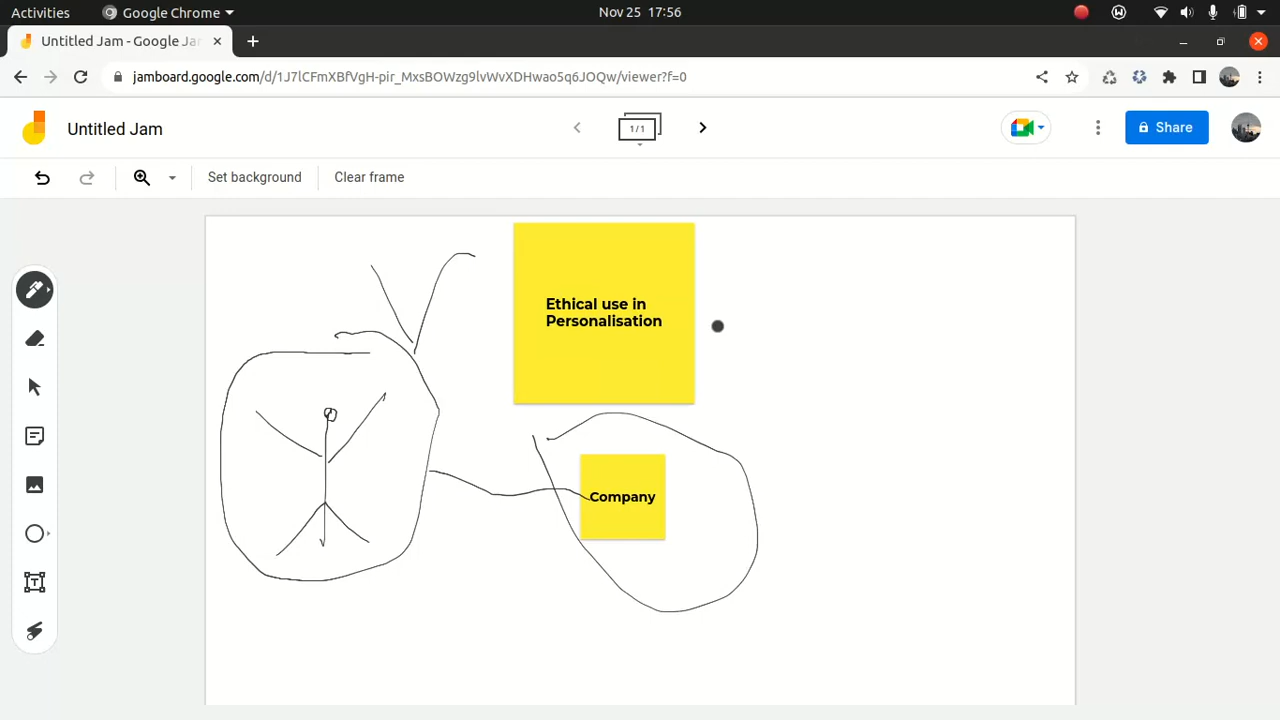 Activities
Google Chrome
Nov 25 17:56
Untitled Jam - Google Jar
jamboard.google.com/d/1J7lCFmXBfVgH-pir_MxsBOWzg9lvWvXDHwao5q6JOQw/viewer?f=0
Untitled Jam
1/1
Share
Set background
Clear frame
Ethical use in
Personalisation
Company